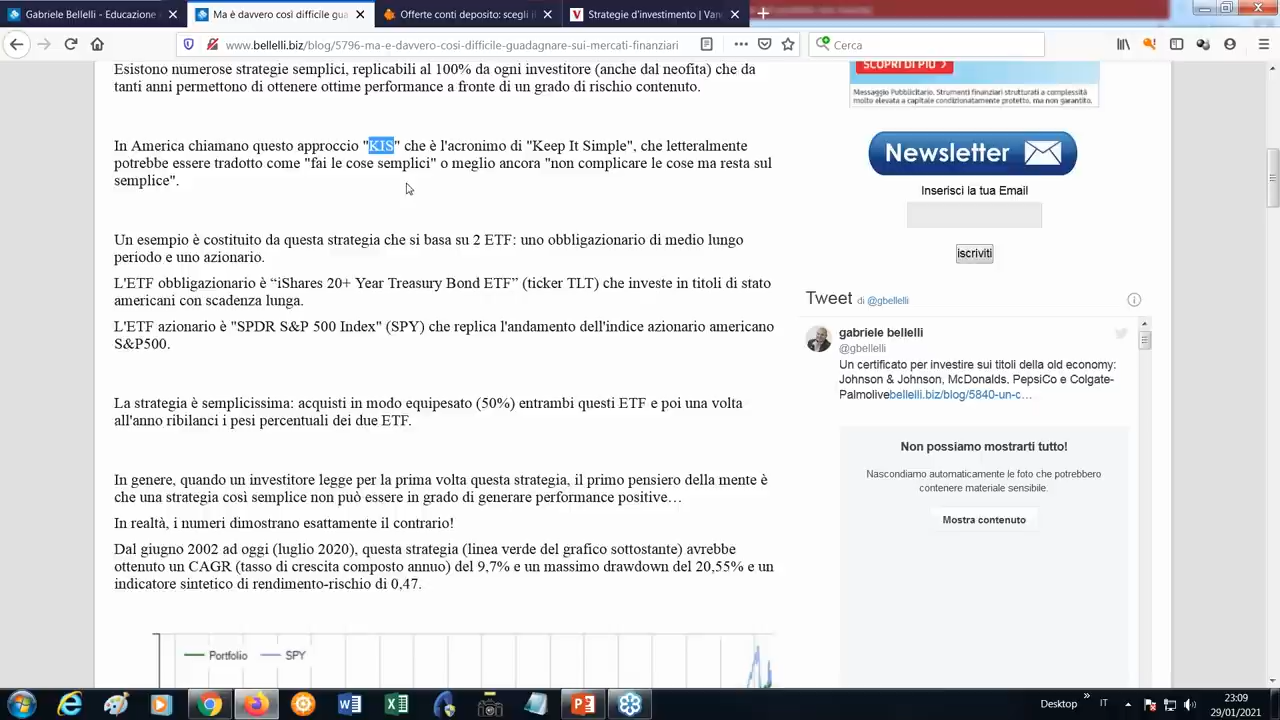 Gabriele Bellelli - Educazione
Ma è davvero così difficile gua
Offerte conti deposito: scegli il
Strategie d'investimento | Van
www.bellelli.biz/blog/5796-ma-e-davvero-cosi-difficile-guadagnare-sui-mercati-finanziari
Cerca
Esistono numerose strategie semplici, replicabili al 100% da ogni investitore (anche dal neofita) che da
tanti anni permettono di ottenere ottime performance a fronte di un grado di rischio contenuto.
In America chiamano questo approccio "KIS" che è l'acronimo di "Keep It Simple", che letteralmente
potrebbe essere tradotto come "fai le cose semplici" o meglio ancora "non complicare le cose ma resta sul
semplice".
Un esempio è costituito da questa strategia che si basa su 2 ETF: uno obbligazionario di medio lungo
periodo e uno azionario.
L'ETF obbligazionario è “iShares 20+ Year Treasury Bond ETF” (ticker TLT) che investe in titoli di stato
americani con scadenza lunga.
L'ETF azionario è "SPDR S&P 500 Index" (SPY) che replica l'andamento dell'indice azionario americano
S&P500.
La strategia è semplicissima: acquisti in modo equipesato (50%) entrambi questi ETF e poi una volta
all'anno ribilanci i pesi percentuali dei due ETF.
In genere, quando un investitore legge per la prima volta questa strategia, il primo pensiero della mente è
che una strategia così semplice non può essere in grado di generare performance positive…
In realtà, i numeri dimostrano esattamente il contrario!
Dal giugno 2002 ad oggi (luglio 2020), questa strategia (linea verde del grafico sottostante) avrebbe
ottenuto un CAGR (tasso di crescita composto annuo) del 9,7% e un massimo drawdown del 20,55% e un
indicatore sintetico di rendimento-rischio di 0,47.
Portfolio
SPY
SCOPRI DI PIÙ
Messaggio Pubblicitario. Strumenti finanziari strutturati a complessità
molto elevata a capitale condizionatamente protetto, ma non garantito.
Newsletter
Inserisci la tua Email
iscriviti
Tweet di @gbellelli
gabriele bellelli
@gbellelli
Un certificato per investire sui titoli della old economy:
Johnson & Johnson, McDonalds, PepsiCo e Colgate-
Palmolivebellelli.biz/blog/5840-un-c…
Non possiamo mostrarti tutto!
Nascondiamo automaticamente le foto che potrebbero
contenere materiale sensibile.
Mostra contenuto
Desktop
IT
23:09
29/01/2021